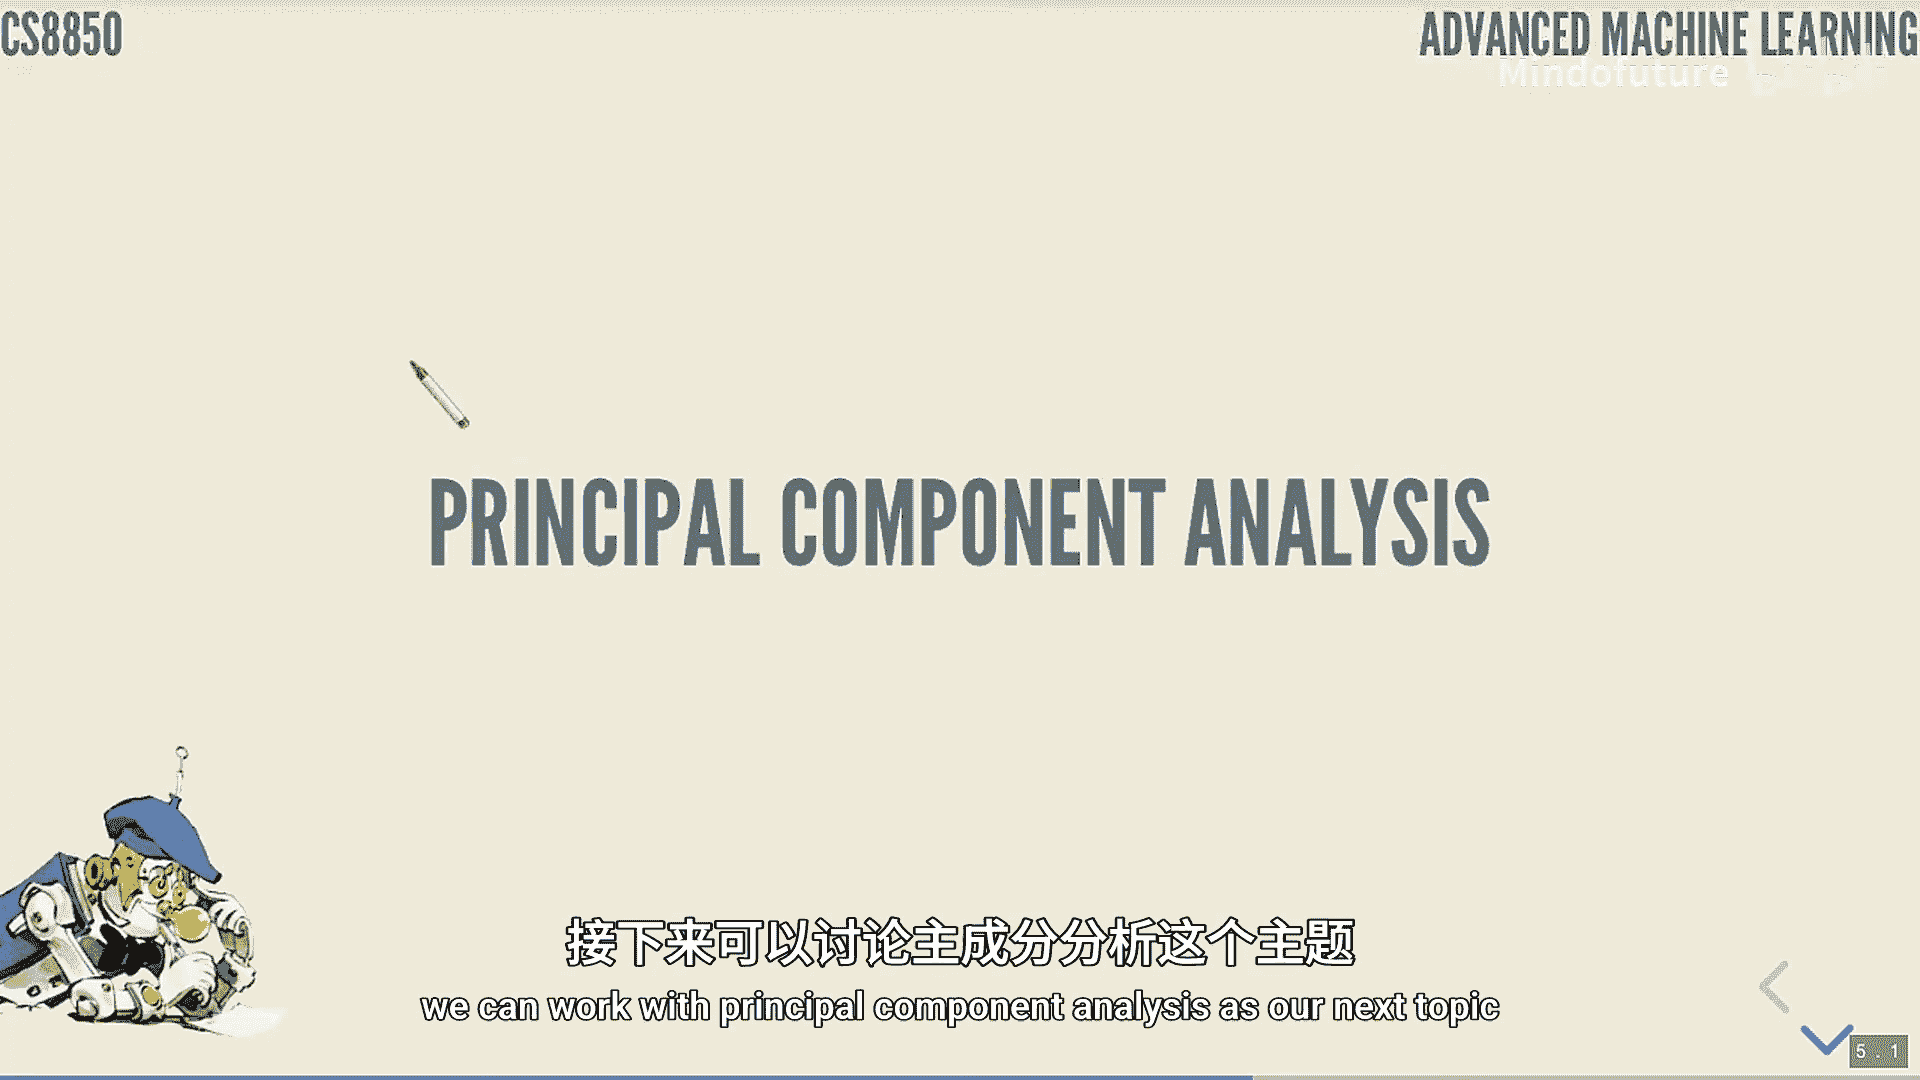 CS8850
ADVANCED MACHINE LEARNING
Mindofuture
PRINCIPAL COMPONENT ANALYSIS
接下来可以讨论主成分分析这个主题
we can work with principal component analysis as our next topic
5 . 1